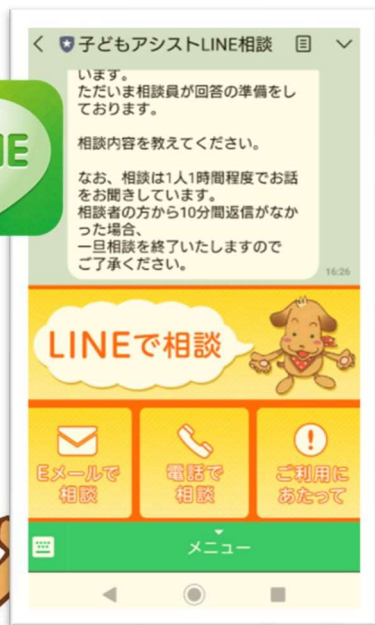 子どもアシストLINE相談
います。
ただいま相談員が回答の準備をし
ております。
相談内容を教えてください。
なお、相談は1人1時間程度でお話
をお聞きしています。
相談者の方から10分間返信がなか
った場合、
一旦相談を終了いたしますので
ご了承ください。
16:26
NE
LINEで相談
Eメールで
相談
電話で
相談
ご利用に
あたって
メニュー